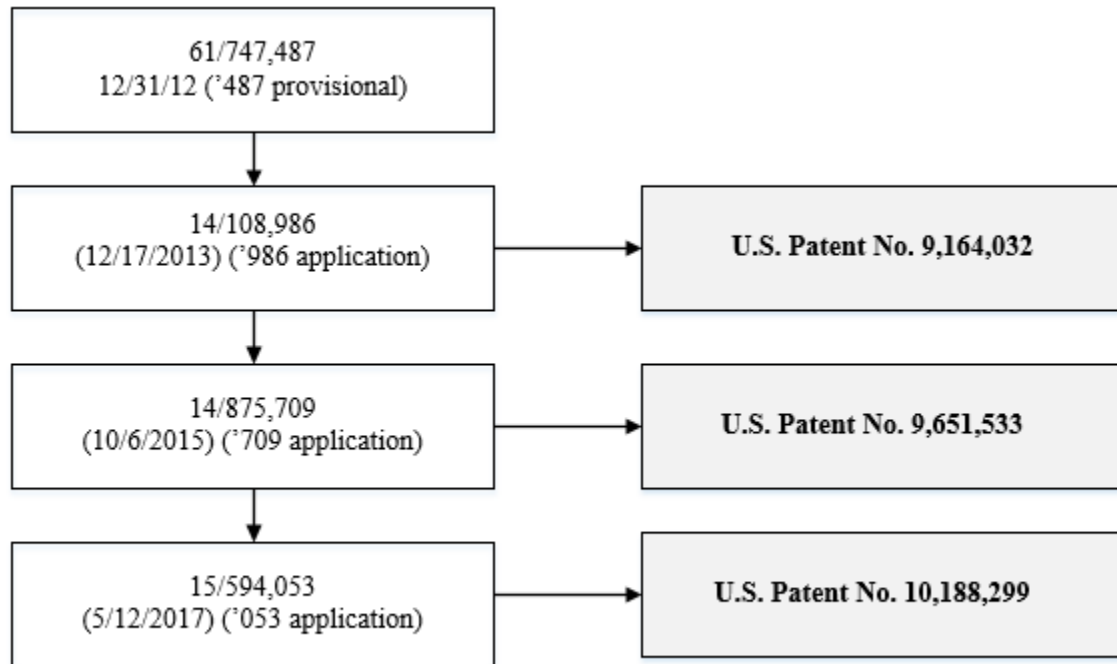 61/747,487
12/31/12 (’487 provisional)
14/108,986
(12/17/2013) (’986 application)
U.S. Patent No. 9,164,032
14/875,709
(10/6/2015) (’709 application)
U.S. Patent No. 9,651,533
15/594,053
(5/12/2017) (’053 application)
U.S. Patent No. 10,188,299